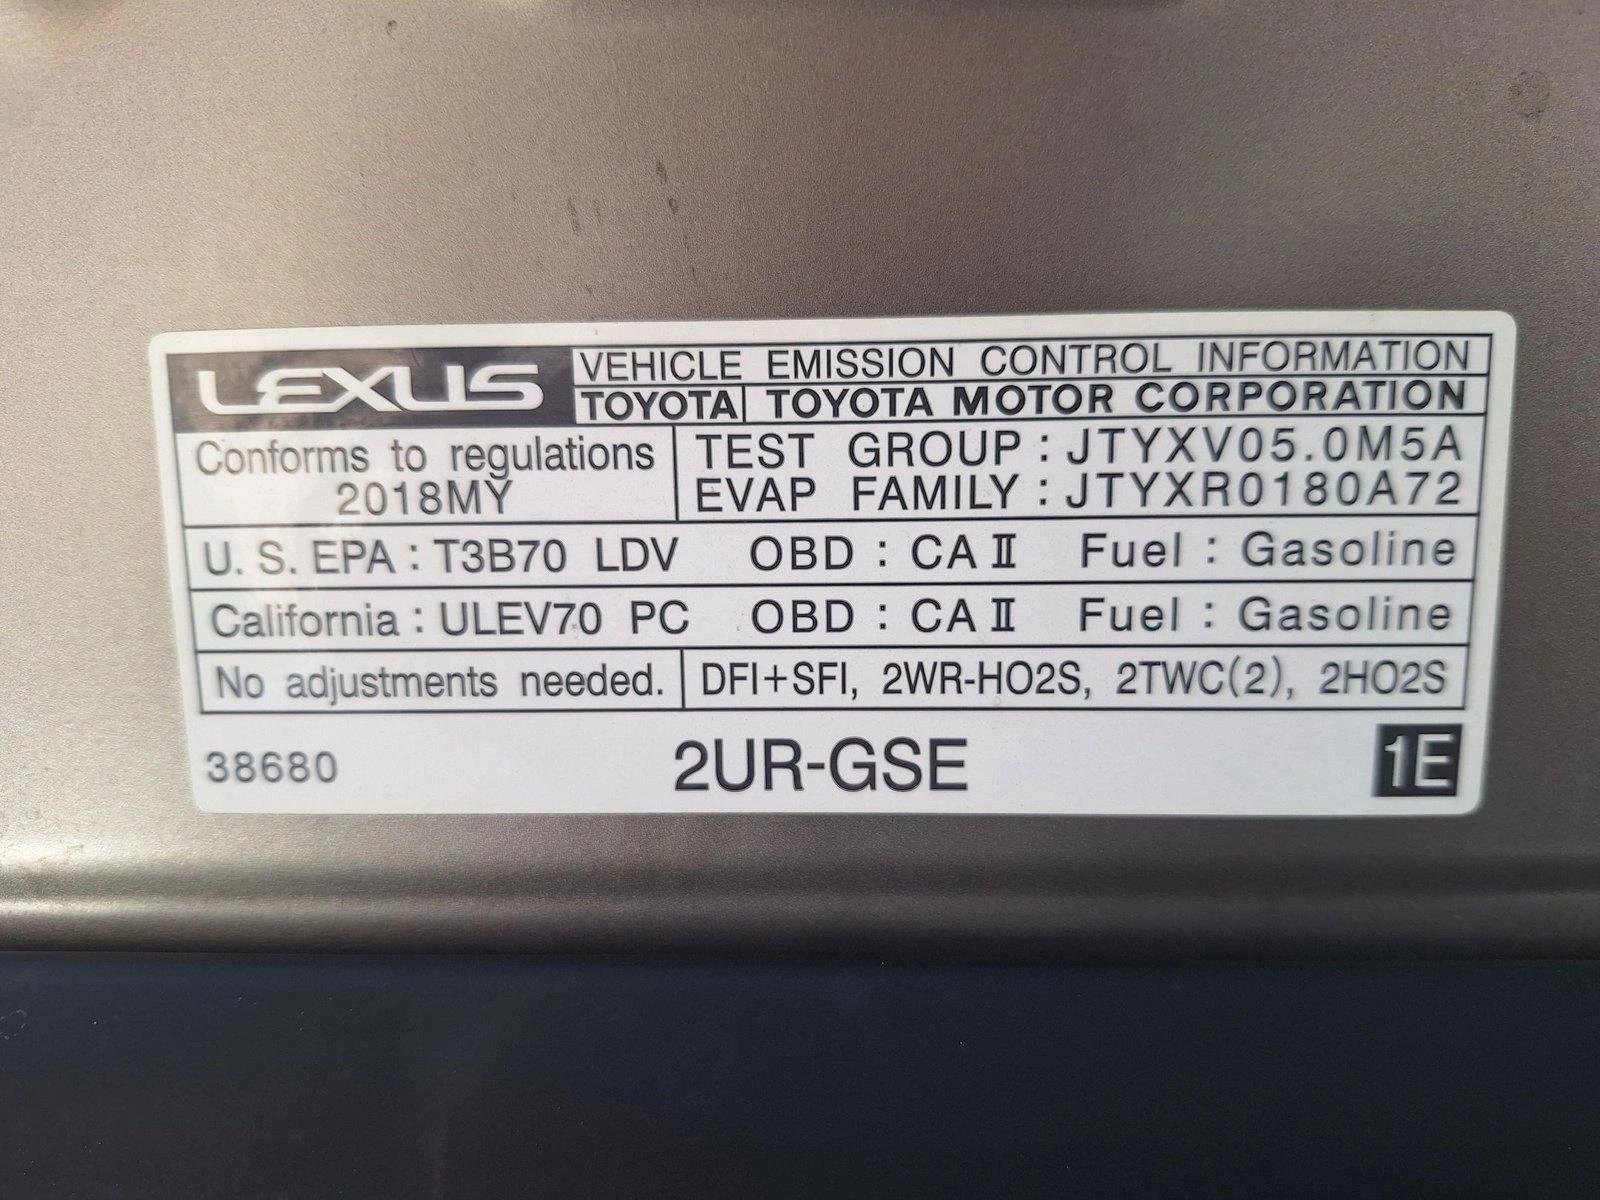 LEXUS
VEHICLE EMISSION CONTROL INFORMATION
TOYOTA TOYOTA MOTOR CORPORATION
Conforms to regulations
2018MY
TEST GROUP : JTYXV05.0M5A
EVAP FAMILY : JTYXR0180A72
U. S. EPA : T3B70 LDV OBD : CA II Fuel : Gasoline
California : ULEV70 PC OBD : CA II Fuel : Gasoline
No adjustments needed. DFI+SFI, 2WR-HO2S, 2TWC(2), 2HO2S
38680 2UR-GSE 1E